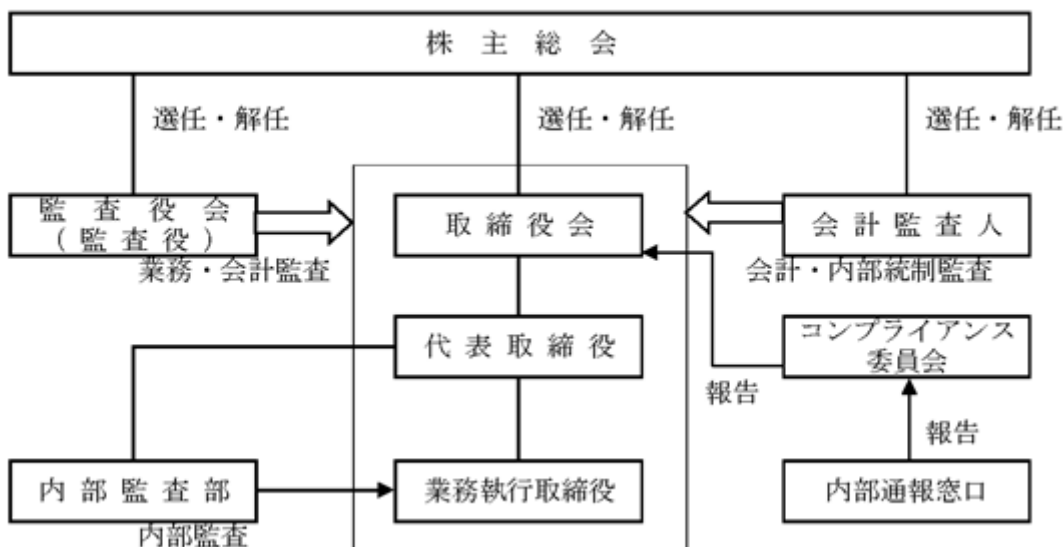 株主総会
選任・解任
選任・解任
選任・解任
監査役会
(監査役)
取締役会
会計監査人
業務・会計監査
会計・内部統制監査
代表取締役
コンプライアンス
委員会
報告
報告
内部監査部
業務執行取締役
内部通報窓口
内部監査